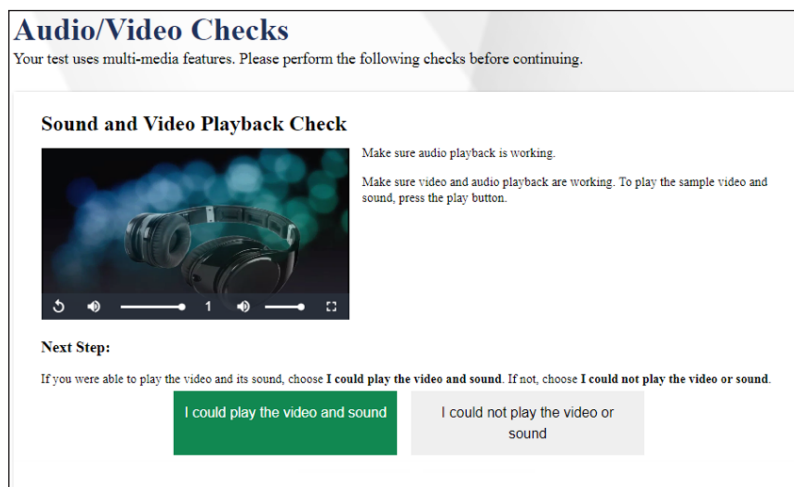 Audio/Video Checks
Your test uses multi-media features. Please perform the following checks before continuing.
Sound and Video Playback Check
Make sure audio playback is working.
Make sure video and audio playback are working. To play the sample video and
sound, press the play button.
1
Next Step:
If you were able to play the video and its sound, choose I could play the video and sound. If not, choose I could not play the video or sound.
I could play the video and sound
I could not play the video or
sound